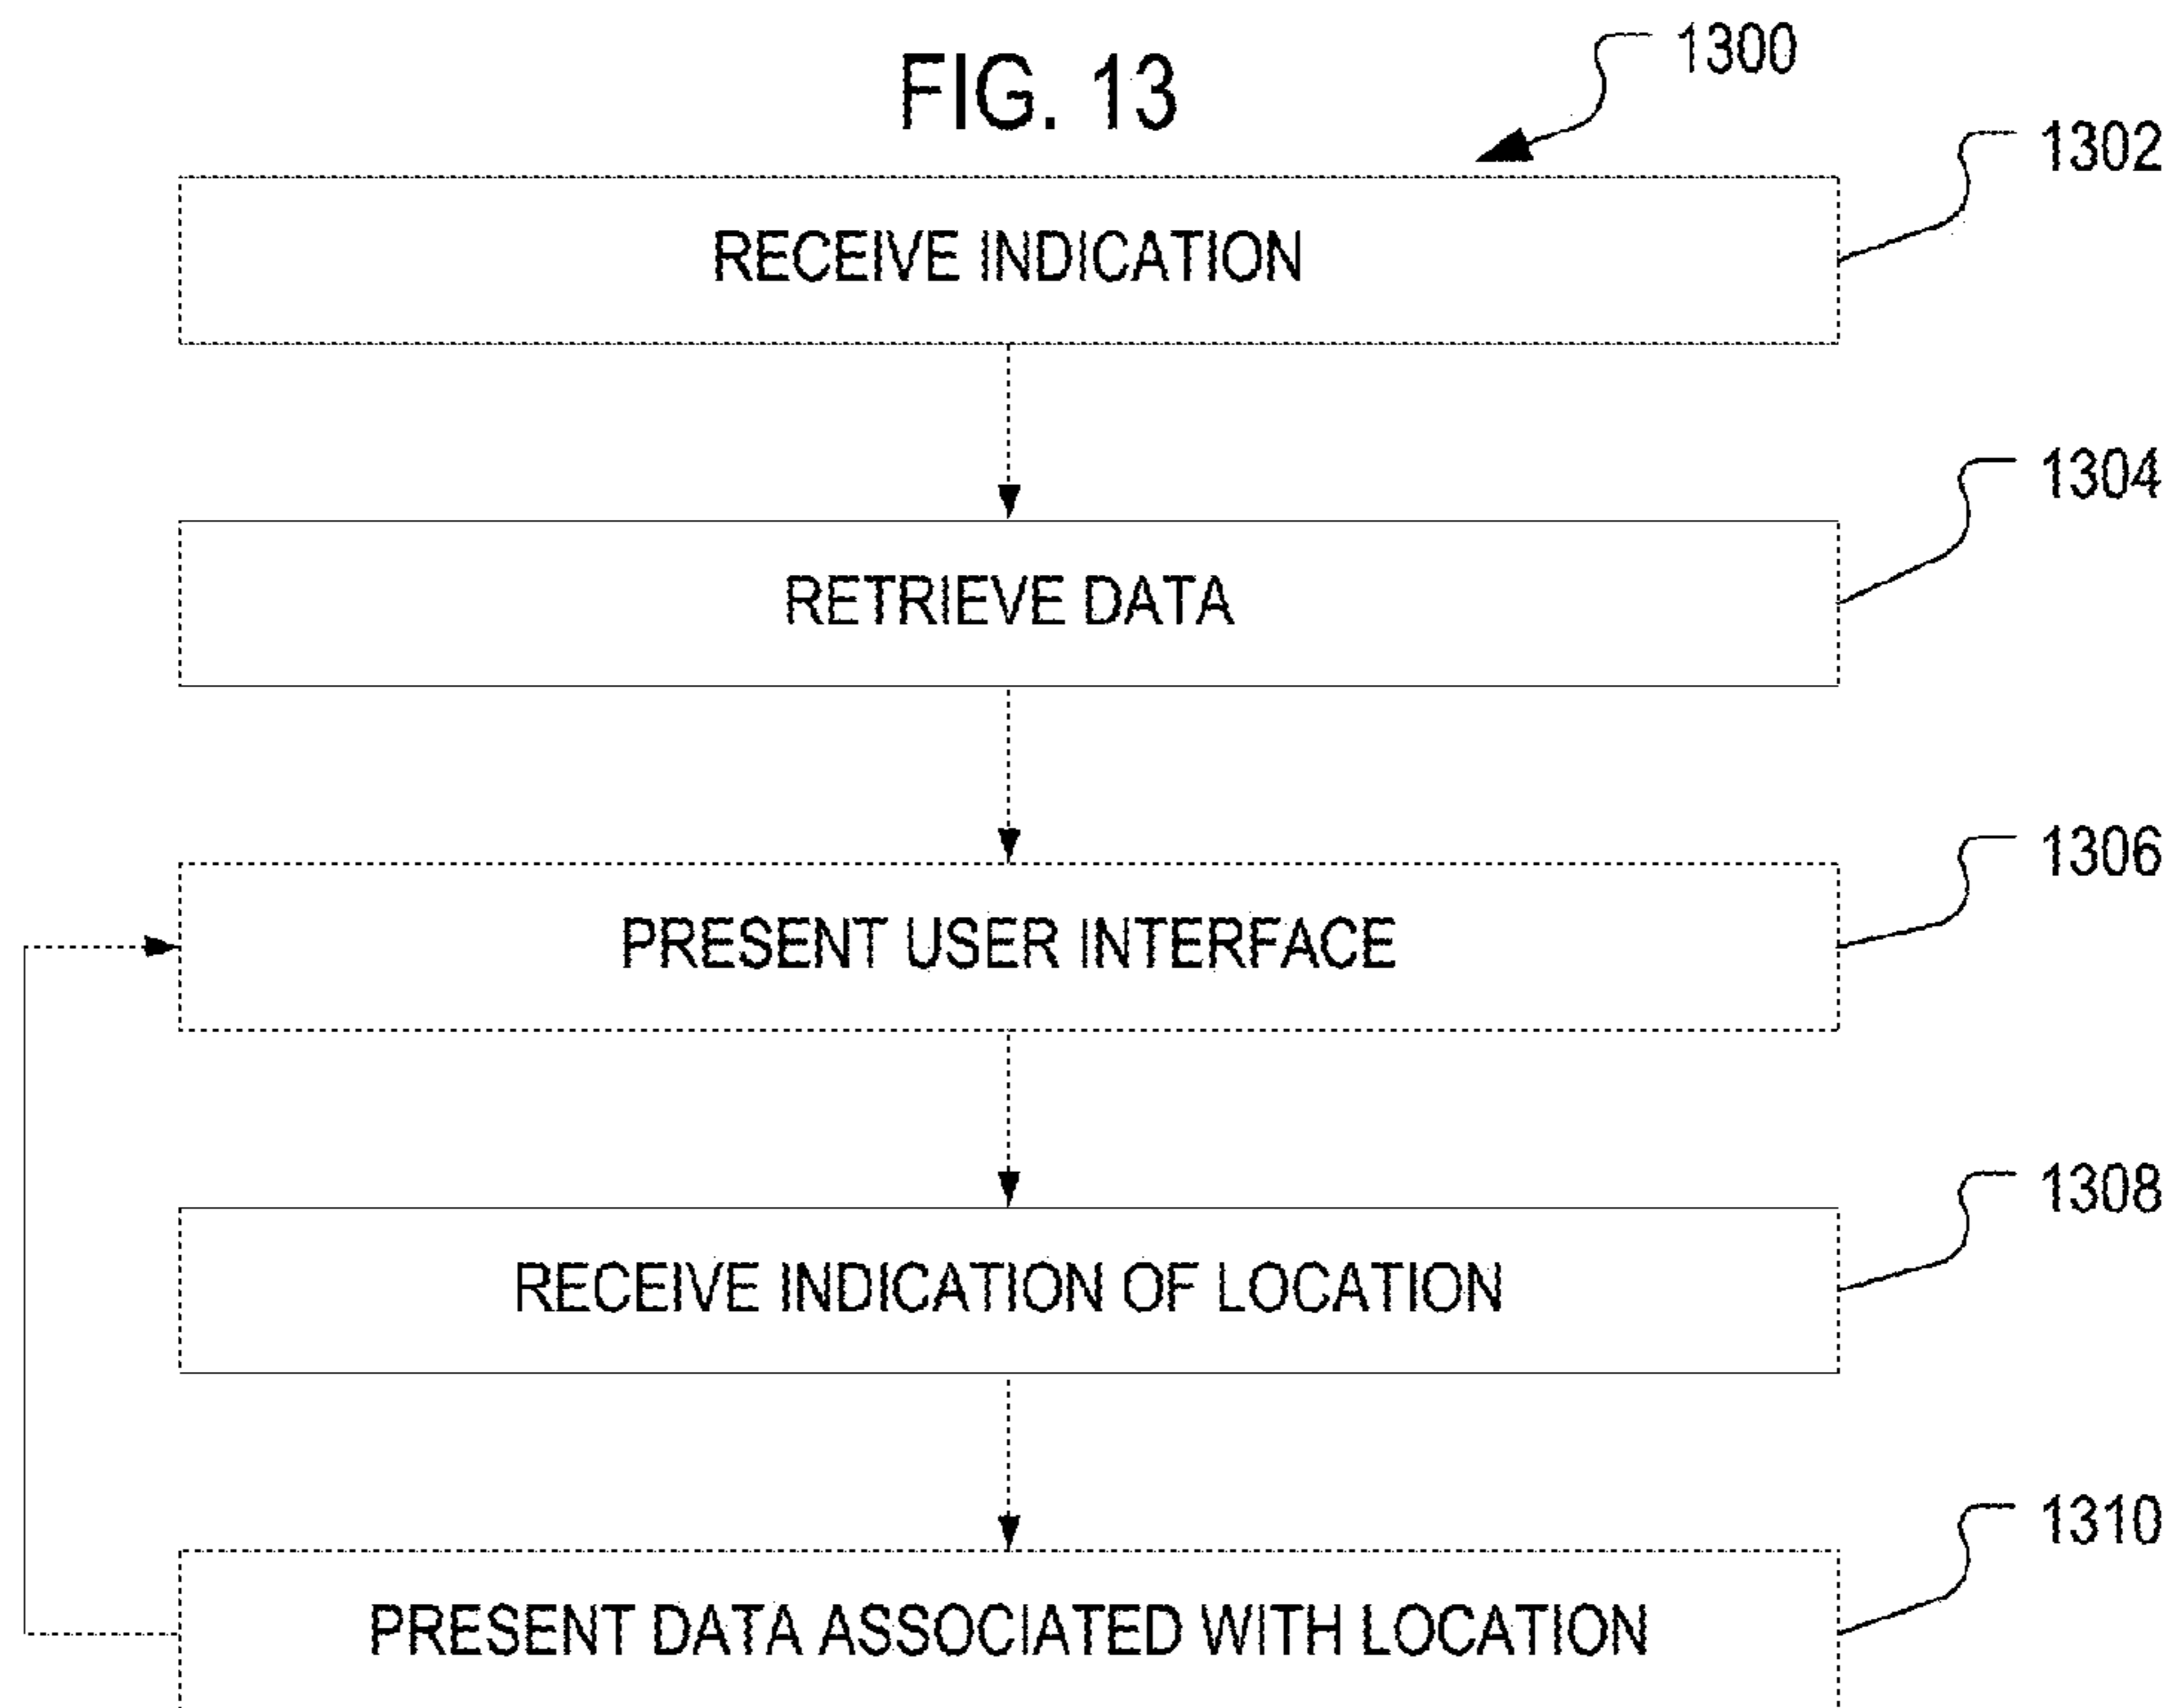 FIG. 13
1300
1302
RECEIVE INDICATION
1304
RETRIEVE DATA
1306
PRESENT USER INTERFACE
1308
RECEIVE INDICATION OF LOCATION
1310
PRESENT DATA ASSOCIATED WITH LOCATION